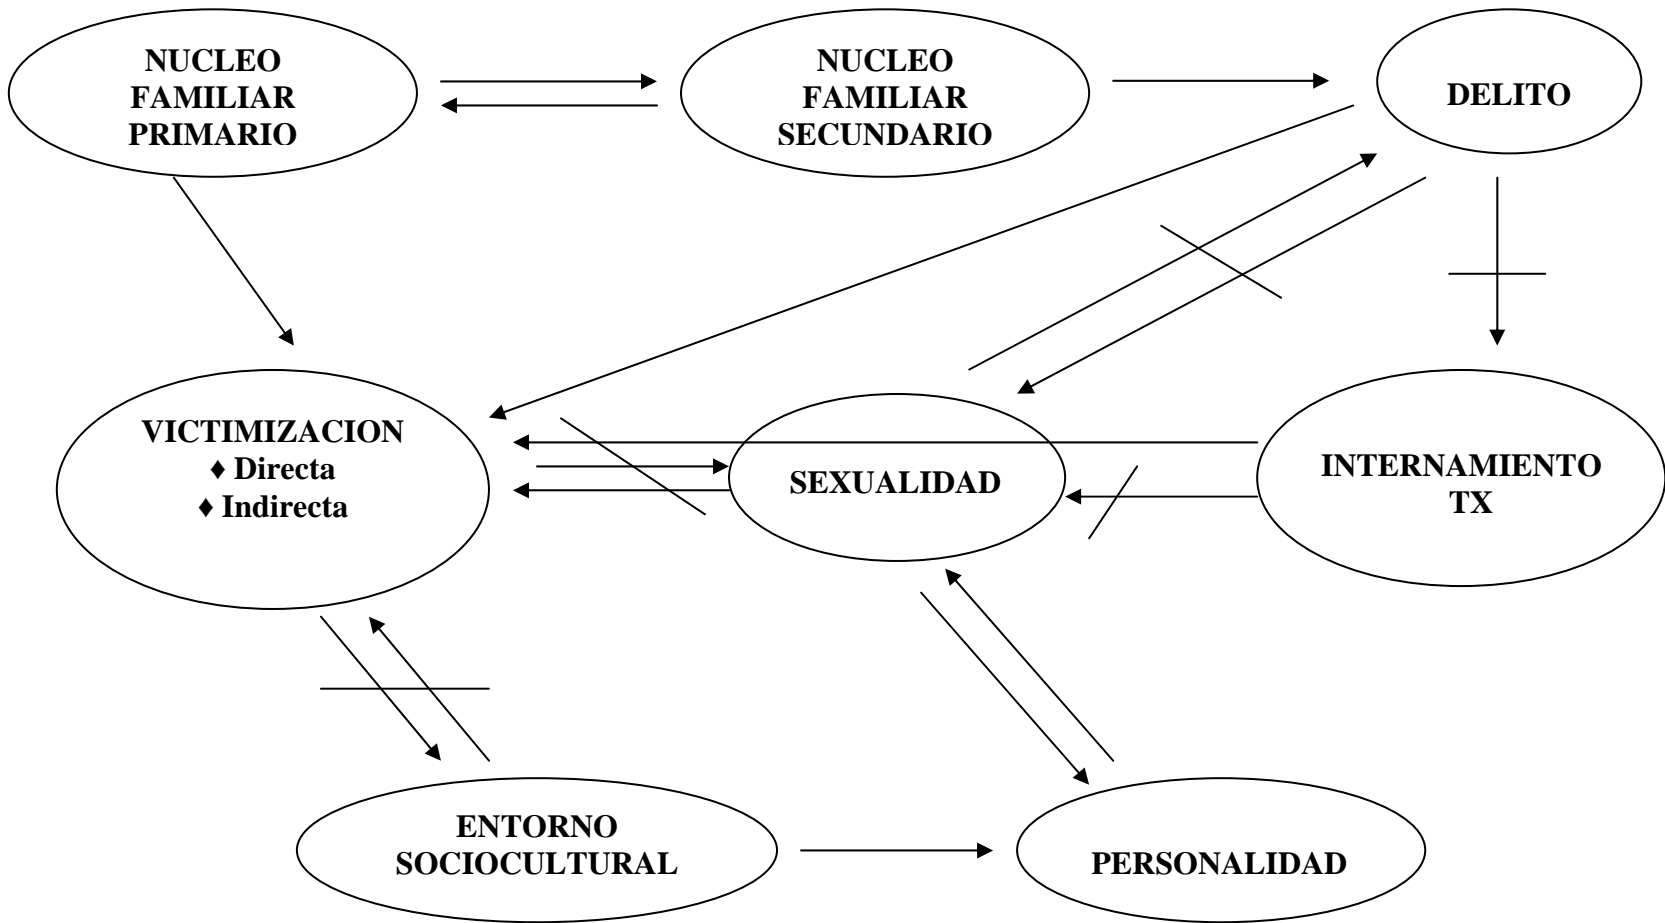 NUCLEO
FAMILIAR
PRIMARIO
NUCLEO
FAMILIAR
SECUNDARIO
DELITO
VICTIMIZACION
♦ Directa
♦ Indirecta
SEXUALIDAD
INTERNAMIENTO
TX
ENTORNO
SOCIOCULTURAL
PERSONALIDAD